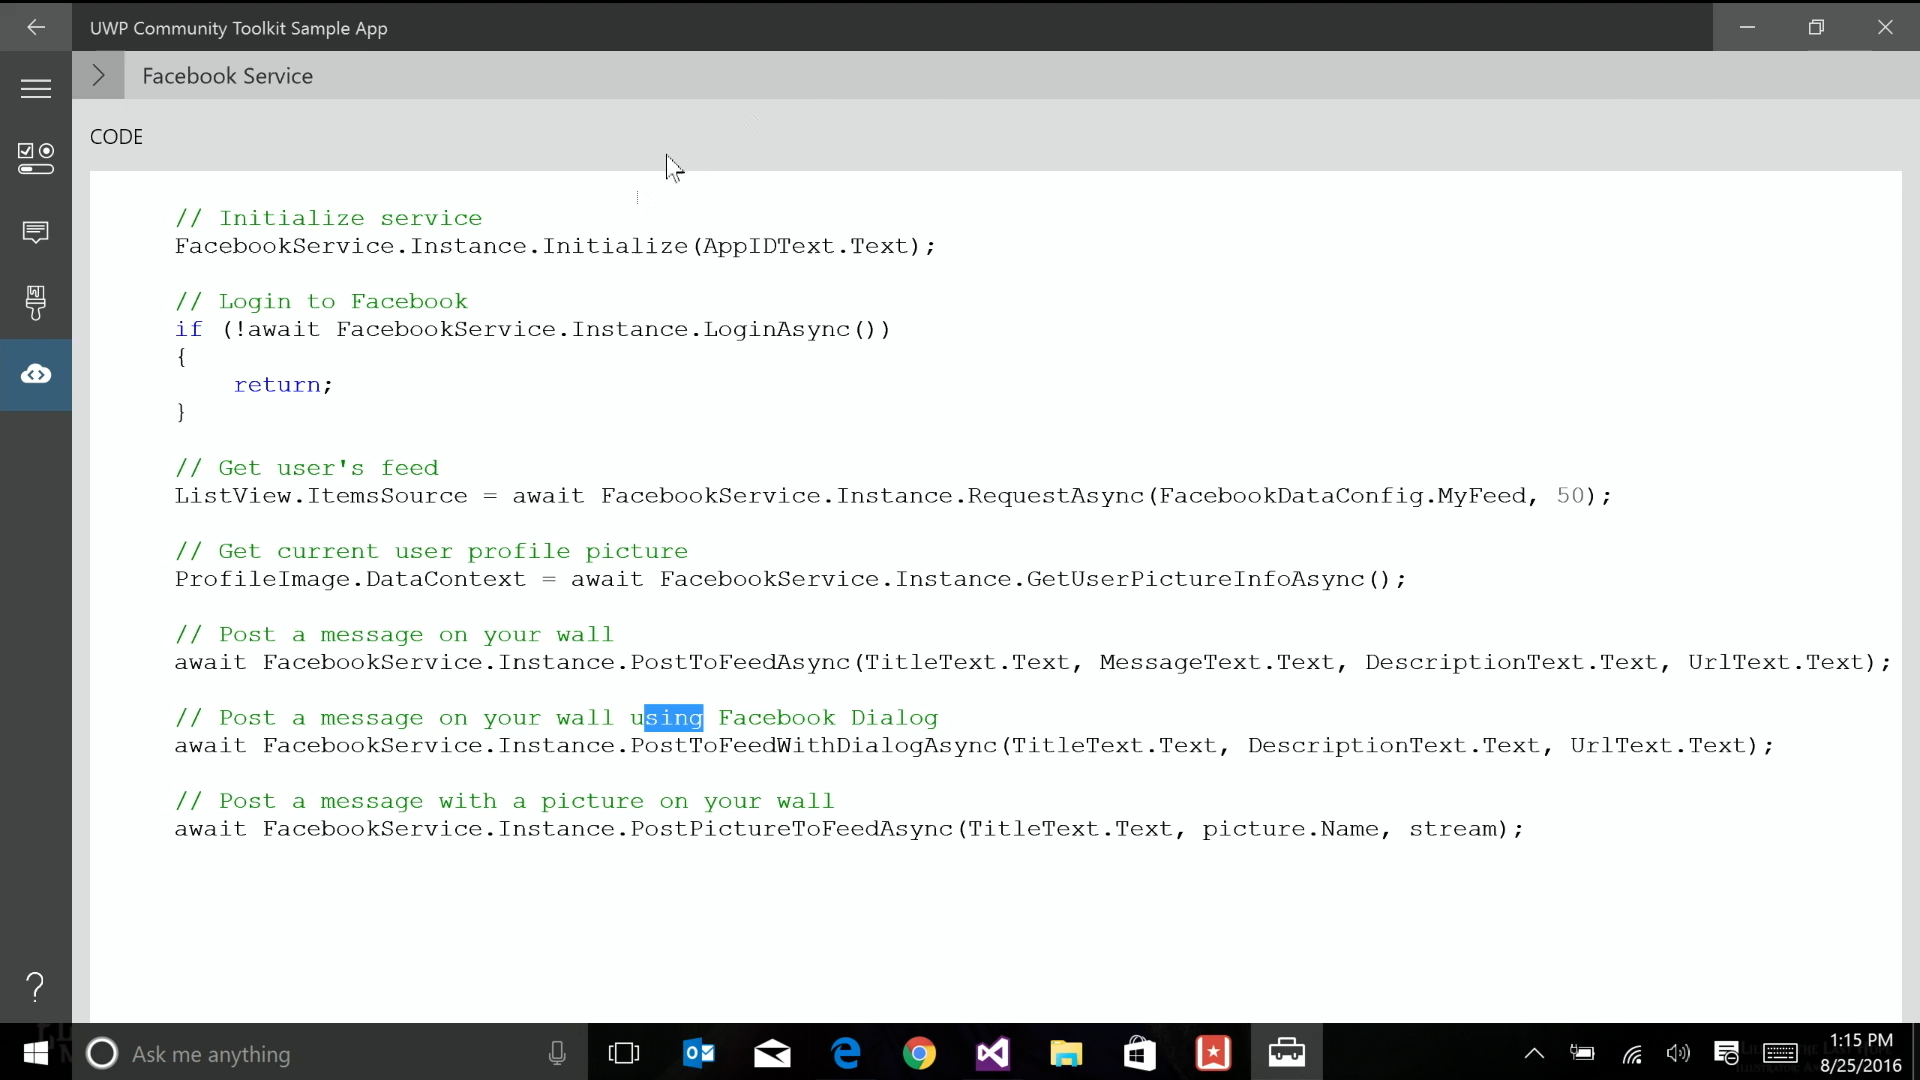 UWP Community Toolkit Sample App
Facebook Service
CODE
// Initialize service
FacebookService.Instance.Initialize(AppIDText.Text);
// Login to Facebook
if (!await FacebookService.Instance.LoginAsync())
{
return;
}
// Get user's feed
ListView.ItemsSource = await FacebookService.Instance.RequestAsync(FacebookDataConfig.MyFeed, 50);
// Get current user profile picture
ProfileImage.DataContext = await FacebookService.Instance.GetUserPictureInfoAsync();
// Post a message on your wall
await FacebookService.Instance.PostToFeedAsync(TitleText.Text, MessageText.Text, DescriptionText.Text, UrlText.Text);
// Post a message on your wall using Facebook Dialog
await FacebookService.Instance.PostToFeedWithDialogAsync(TitleText.Text, DescriptionText.Text, UrlText.Text);
// Post a message with a picture on your wall
await FacebookService.Instance.PostPictureToFeedAsync(TitleText.Text, picture.Name, stream);
?
Ask me anything
1:15 PM
8/25/2016